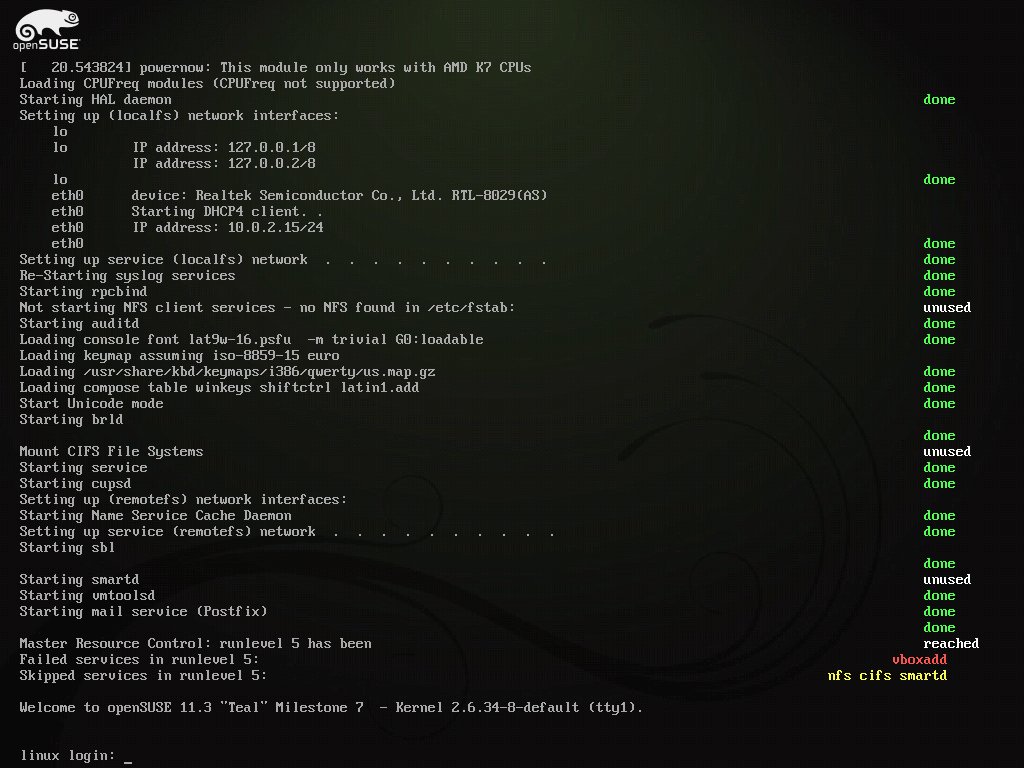 openSUSE
[   20.543824] powernow: This module only works with AMD K7 CPUs
Loading CPUFreq modules (CPUFreq not supported)
Starting HAL daemon done
Setting up (localfs) network interfaces:
lo
lo IP address: 127.0.0.1/8
IP address: 127.0.0.2/8
lo done
eth0 device: Realtek Semiconductor Co., Ltd. RTL-8029(AS)
eth0 Starting DHCP4 client. .
eth0 IP address: 10.0.2.15/24
eth0 done
Setting up service (localfs) network . . . . . . . . . . done
Re-Starting syslog services done
Starting rpcbind done
Not starting NFS client services - no NFS found in /etc/fstab: unused
Starting auditd done
Loading console font lat9w-16.psfu  -m trivial G0:loadable done
Loading keymap assuming iso-8859-15 euro
Loading /usr/share/kbd/keymaps/i386/qwerty/us.map.gz done
Loading compose table winkeys shiftctrl latin1.add done
Start Unicode mode done
Starting brld
done
Mount CIFS File Systems unused
Starting service done
Starting cupsd done
Setting up (remotefs) network interfaces:
Starting Name Service Cache Daemon done
Setting up service (remotefs) network . . . . . . . . . . done
Starting sbl
done
Starting smartd unused
Starting vmtoolsd done
Starting mail service (Postfix) done
done
Master Resource Control: runlevel 5 has been reached
Failed services in runlevel 5: vboxadd
Skipped services in runlevel 5: nfs cifs smartd
Welcome to openSUSE 11.3 "Teal" Milestone 7  - Kernel 2.6.34-8-default (tty1).
linux login: _